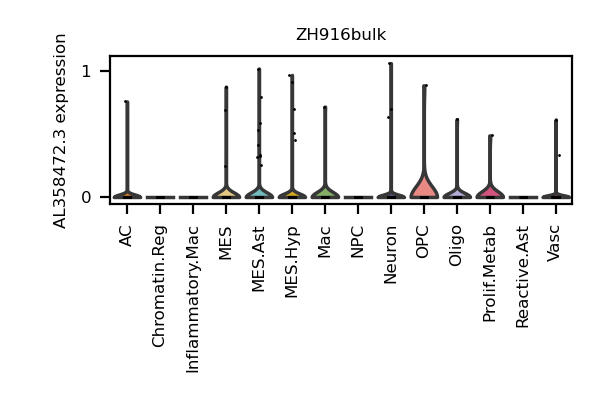 ZH916bulk
AL358472.3 expression
1
0
AC
Chromatin.Reg
Inflammatory.Mac
MES
MES.Ast
MES.Hyp
Mac
NPC
Neuron
OPC
Oligo
Prolif.Metab
Reactive.Ast
Vasc